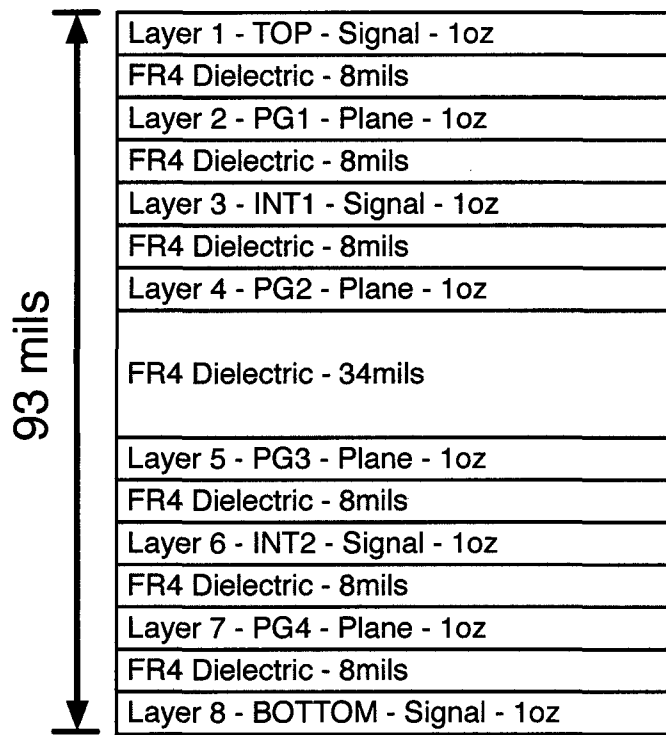 93 mils
Layer 1 - TOP - Signal - 1oz
FR4 Dielectric - 8mils
Layer 2 - PG1 - Plane - 1oz
FR4 Dielectric - 8mils
Layer 3 - INT1 - Signal - 1oz
FR4 Dielectric - 8mils
Layer 4 - PG2 - Plane - 1oz
FR4 Dielectric - 34mils
Layer 5 - PG3 - Plane - 1oz
FR4 Dielectric - 8mils
Layer 6 - INT2 - Signal - 1oz
FR4 Dielectric - 8mils
Layer 7 - PG4 - Plane - 1oz
FR4 Dielectric - 8mils
Layer 8 - BOTTOM - Signal - 1oz